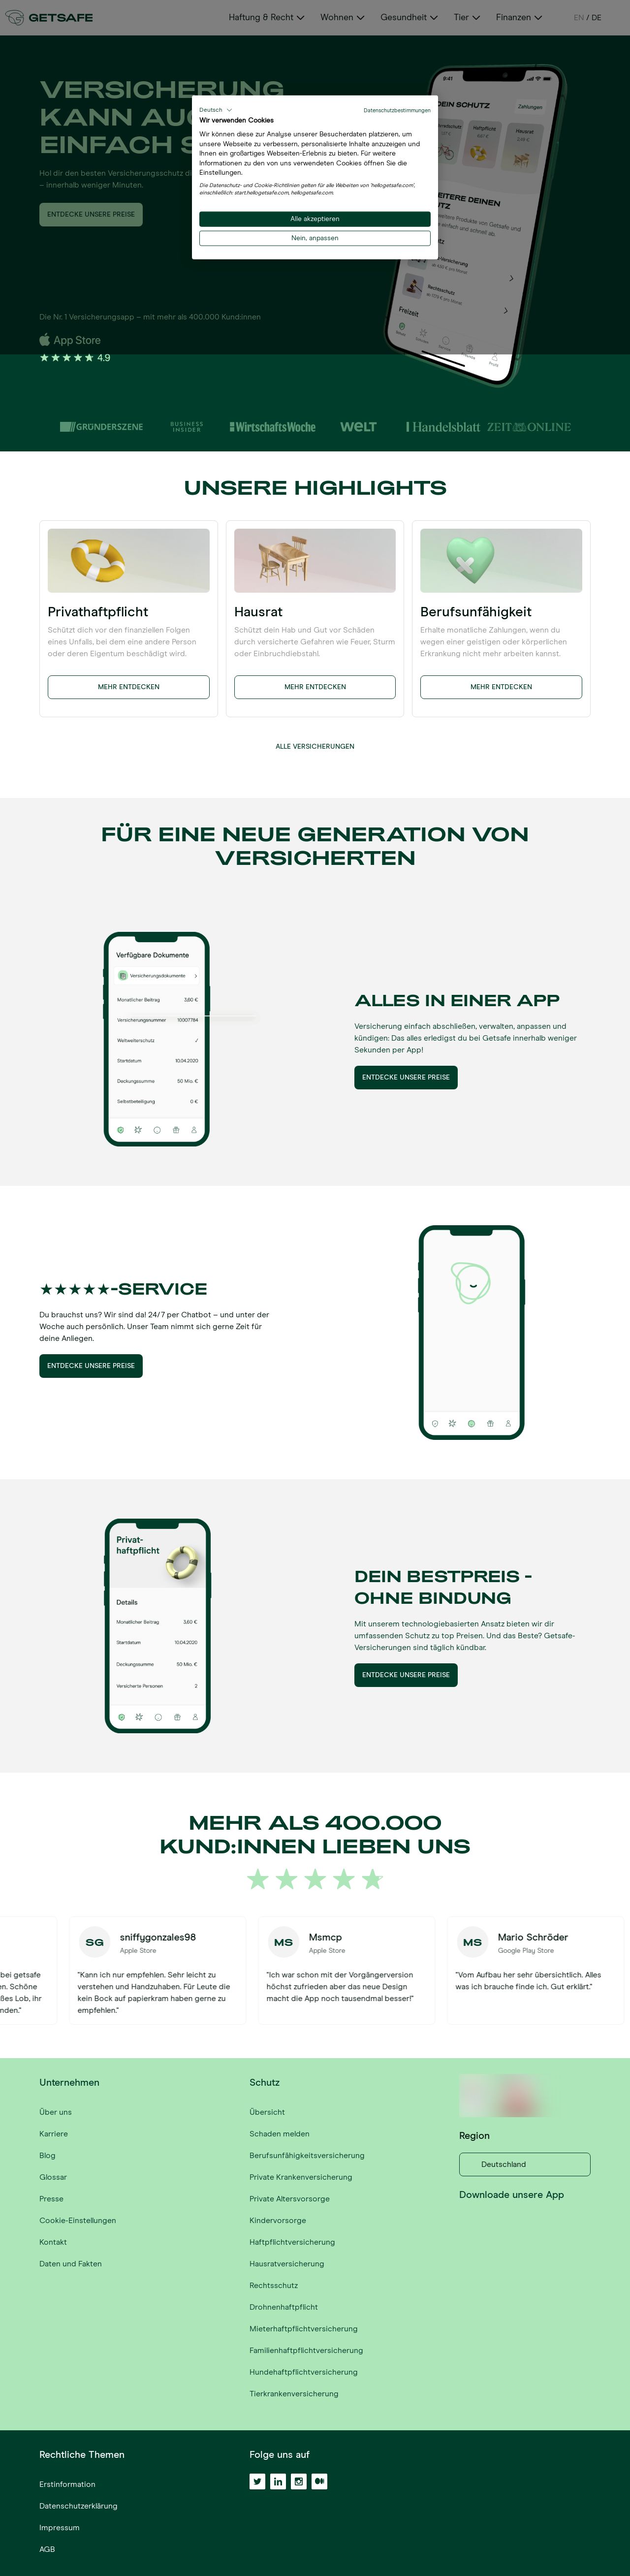 GETSAFE
Haftung & Recht
Wohnen
Gesundheit
Tier
Finanzen
EN / DE
VERSICHERUNG
KANN AU
EINFACH S
Hol dir den besten Versicherungsschutz di
– innerhalb weniger Minuten.
ENTDECKE UNSERE PREISE
Die Nr. 1 Versicherungsapp – mit mehr als 400.000 Kund:innen
App Store
4.9
9:41
Zahlungen
Hausrat
Freizeit
Deutsch
Datenschutzbestimmungen
Wir verwenden Cookies
Wir können diese zur Analyse unserer Besucherdaten platzieren, um
unsere Webseite zu verbessern, personalisierte Inhalte anzuzeigen und
Ihnen ein großartiges Webseiten-Erlebnis zu bieten. Für weitere
Informationen zu den von uns verwendeten Cookies öffnen Sie die
Einstellungen.
Die Datenschutz- und Cookie-Richtlinien gelten für alle Webeiten von 'hellogetsafe.com',
einschließlich: start.hellogetsafe.com, hellogetsafe.com.
Alle akzeptieren
Nein, anpassen
GRÜNDERSZENE
BUSINESS
INSIDER
WirtschaftsWoche
WELT
Handelsblatt
ZEIT ONLINE
UNSERE HIGHLIGHTS
Privathaftpflicht
Schützt dich vor den finanziellen Folgen
eines Unfalls, bei dem eine andere Person
oder deren Eigentum beschädigt wird.
MEHR ENTDECKEN
Hausrat
Schützt dein Hab und Gut vor Schäden
durch versicherte Gefahren wie Feuer, Sturm
oder Einbruchdiebstahl.
MEHR ENTDECKEN
Berufsunfähigkeit
Erhalte monatliche Zahlungen, wenn du
wegen einer geistigen oder körperlichen
Erkrankung nicht mehr arbeiten kannst.
MEHR ENTDECKEN
ALLE VERSICHERUNGEN
FÜR EINE NEUE GENERATION VON
VERSICHERTEN
Verfügbare Dokumente
Versicherungsdokumente
Monatlicher Beitrag 3,60 €
Versicherungsnummer 10007784
Weltweiterschutz
Startdatum 10.04.2020
Deckungssumme 50 Mio. €
Selbstbeteiligung 0 €
ALLES IN EINER APP
Versicherung einfach abschließen, verwalten, anpassen und
kündigen: Das alles erledigst du bei Getsafe innerhalb weniger
Sekunden per App!
ENTDECKE UNSERE PREISE
★★★★★-SERVICE
Du brauchst uns? Wir sind da! 24/7 per Chatbot – und unter der
Woche auch persönlich. Unser Team nimmt sich gerne Zeit für
deine Anliegen.
ENTDECKE UNSERE PREISE
Privat-
haftpflicht
Details
Monatlicher Beitrag 3,60 €
Startdatum 10.04.2020
Deckungssumme 50 Mio. €
Versicherte Personen 2
DEIN BESTPREIS -
OHNE BINDUNG
Mit unserem technologiebasierten Ansatz bieten wir dir
umfassenden Schutz zu top Preisen. Und das Beste? Getsafe-
Versicherungen sind täglich kündbar.
ENTDECKE UNSERE PREISE
MEHR ALS 400.000
KUND:INNEN LIEBEN UNS
bei getsafe
en. Schöne
ßes Lob, ihr
nden."
SG
sniffygonzales98
Apple Store
"Kann ich nur empfehlen. Sehr leicht zu
verstehen und Handzuhaben. Für Leute die
kein Bock auf papierkram haben gerne zu
empfehlen."
MS
Msmcp
Apple Store
"Ich war schon mit der Vorgängerversion
höchst zufrieden aber das neue Design
macht die App noch tausendmal besser!"
MS
Mario Schröder
Google Play Store
"Vom Aufbau her sehr übersichtlich. Alles
was ich brauche finde ich. Gut erklärt."
Unternehmen
Über uns
Karriere
Blog
Glossar
Presse
Cookie-Einstellungen
Kontakt
Daten und Fakten
Schutz
Übersicht
Schaden melden
Berufsunfähigkeitsversicherung
Private Krankenversicherung
Private Altersvorsorge
Kindervorsorge
Haftpflichtversicherung
Hausratversicherung
Rechtsschutz
Drohnenhaftpflicht
Mieterhaftpflichtversicherung
Familienhaftpflichtversicherung
Hundehaftpflichtversicherung
Tierkrankenversicherung
Region
Deutschland
Downloade unsere App
Rechtliche Themen
Erstinformation
Datenschutzerklärung
Impressum
AGB
Folge uns auf